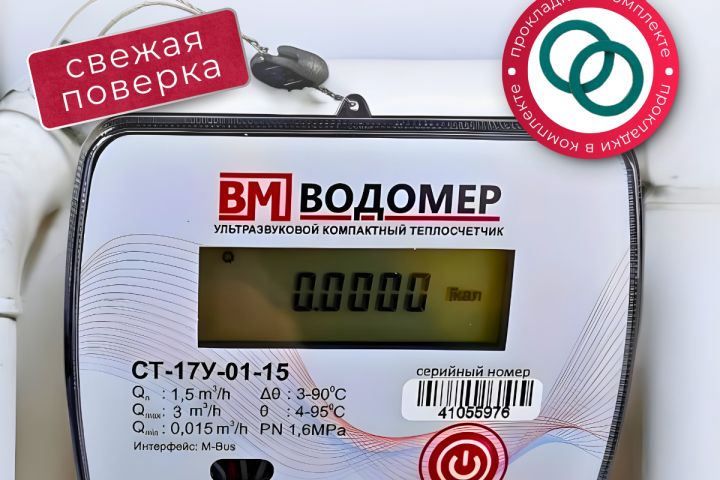 свежая
поверка
прокладки в комплекте • прокладки в комплекте •
ВМ ВОДОМЕР
УЛЬТРАЗВУКОВОЙ КОМПАКТНЫЙ ТЕПЛОСЧЕТЧИК
Q
0.0000 Гкал
СТ-17У-01-15
Qn : 1,5 m³/h Δθ : 3-90°C
Qmax : 3 m³/h θ : 4-95°C
Qmin : 0,015 m³/h PN 1,6MPa
Интерфейс: M-Bus
серийный номер
41055976